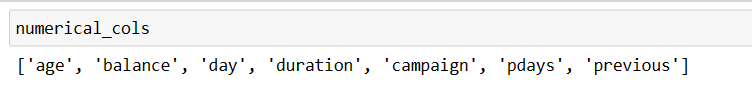 numerical_cols
['age', 'balance', 'day', 'duration', 'campaign', 'pdays', 'previous']